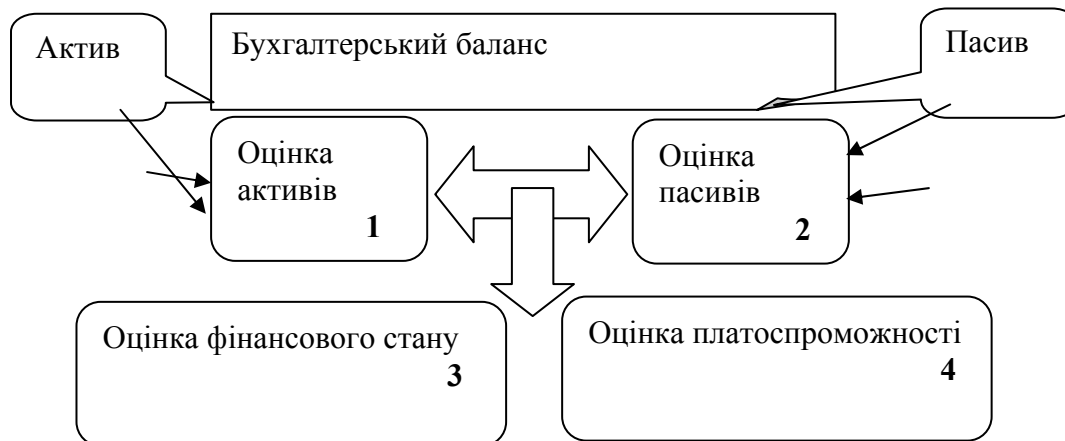 Актив
Бухгалтерський баланс
Пасив
Оцінка
активів
1
Оцінка
пасивів
2
Оцінка фінансового стану
3
Оцінка платоспроможності
4